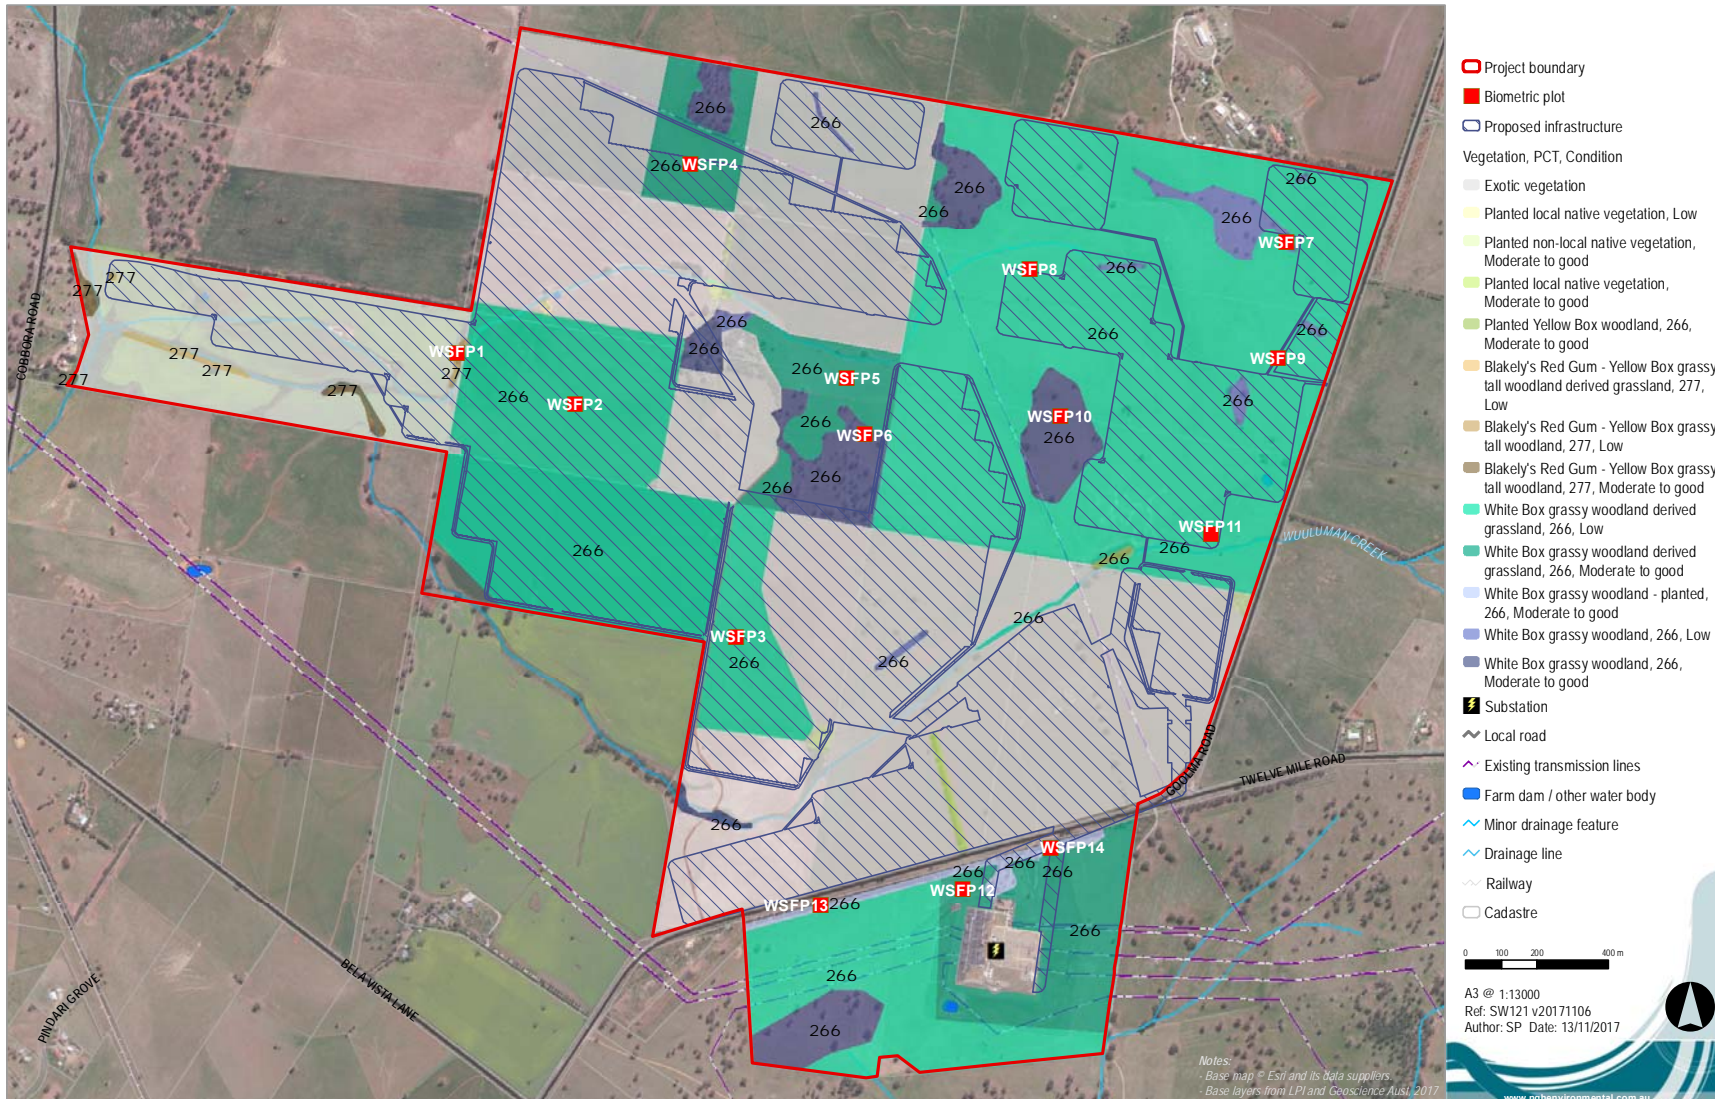 266
266
266
WSFP4
266
266
266
266
266
WSFP7
277
277
WSFP8
266
COBBORA ROAD
266
266
266
WSFP1
266
277
266
WSFP9
277
277
277
277
266
WSFP5
266
WSFP2
266
WSFP10
266
266
WSFP6
266
266
266
WSFP11
WUULUMAN CREEK
266
266
266
266
WSFP3
266
266
GOOLMA ROAD
TWELVE MILE ROAD
266
WSFP14
266
266
266
WSFP12
WSFP13
266
266
266
266
BELA VISTA LANE
PINDARI GROVE
Notes:
- Base map © Esri and its data suppliers.
- Base layers from LPI and Geoscience Aust, 2017
Project boundary
Biometric plot
Proposed infrastructure
Vegetation, PCT, Condition
Exotic vegetation
Planted local native vegetation, Low
Planted non-local native vegetation,
Moderate to good
Planted local native vegetation,
Moderate to good
Planted Yellow Box woodland, 266,
Moderate to good
Blakely's Red Gum - Yellow Box grassy
tall woodland derived grassland, 277,
Low
Blakely's Red Gum - Yellow Box grassy
tall woodland, 277, Low
Blakely's Red Gum - Yellow Box grassy
tall woodland, 277, Moderate to good
White Box grassy woodland derived
grassland, 266, Low
White Box grassy woodland derived
grassland, 266, Moderate to good
White Box grassy woodland - planted,
266, Moderate to good
White Box grassy woodland, 266, Low
White Box grassy woodland, 266,
Moderate to good
Substation
Local road
Existing transmission lines
Farm dam / other water body
Minor drainage feature
Drainage line
Railway
Cadastre
0 100 200 400 m
A3 @ 1:13000
Ref: SW121 v20171106
Author: SP Date: 13/11/2017
www.nghenvironmental.com.au